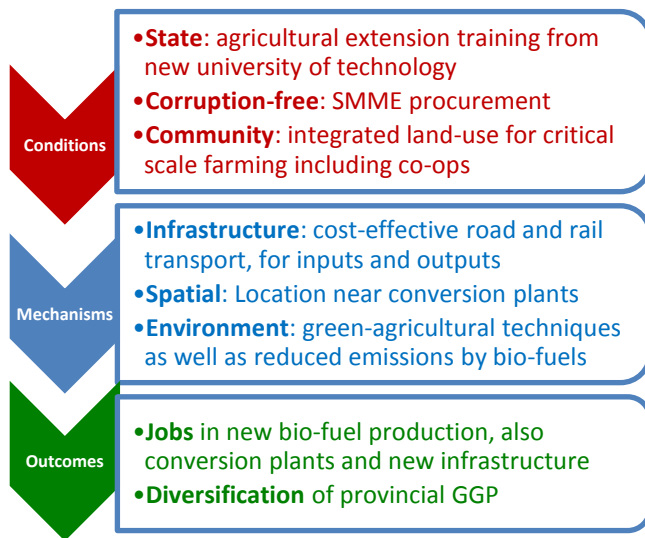 Conditions
•State: agricultural extension training from
new university of technology
•Corruption-free: SMME procurement
•Community: integrated land-use for critical
scale farming including co-ops
Mechanisms
•Infrastructure: cost-effective road and rail
transport, for inputs and outputs
•Spatial: Location near conversion plants
•Environment: green-agricultural techniques
as well as reduced emissions by bio-fuels
Outcomes
•Jobs in new bio-fuel production, also
conversion plants and new infrastructure
•Diversification of provincial GGP